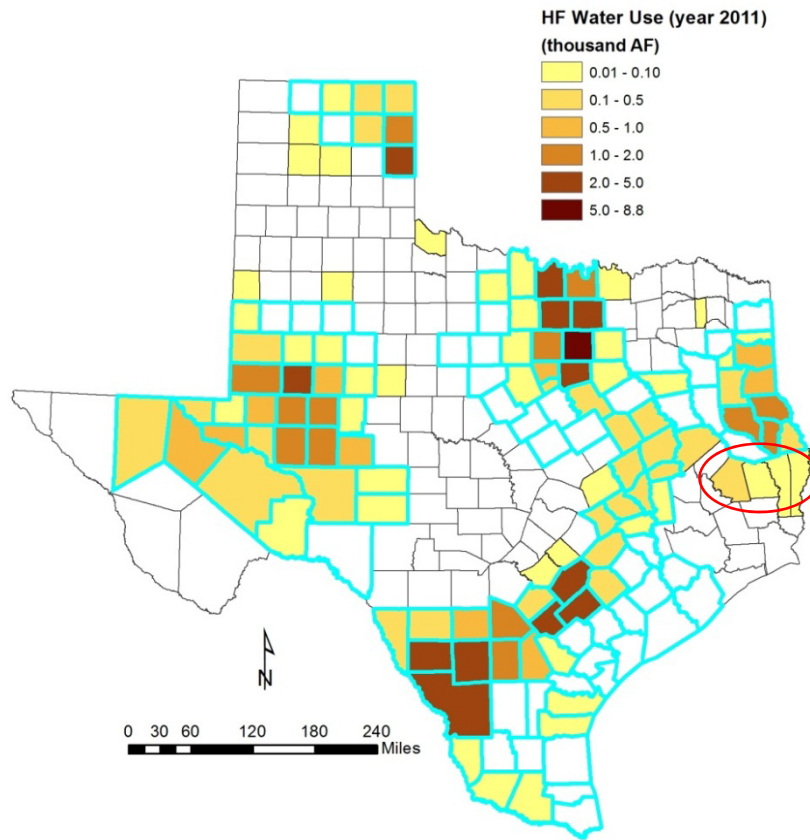 HF Water Use (year 2011)
(thousand AF)
0.01 - 0.10
0.1 - 0.5
0.5 - 1.0
1.0 - 2.0
2.0 - 5.0
5.0 - 8.8
N
0 30 60 120 180 240
Miles